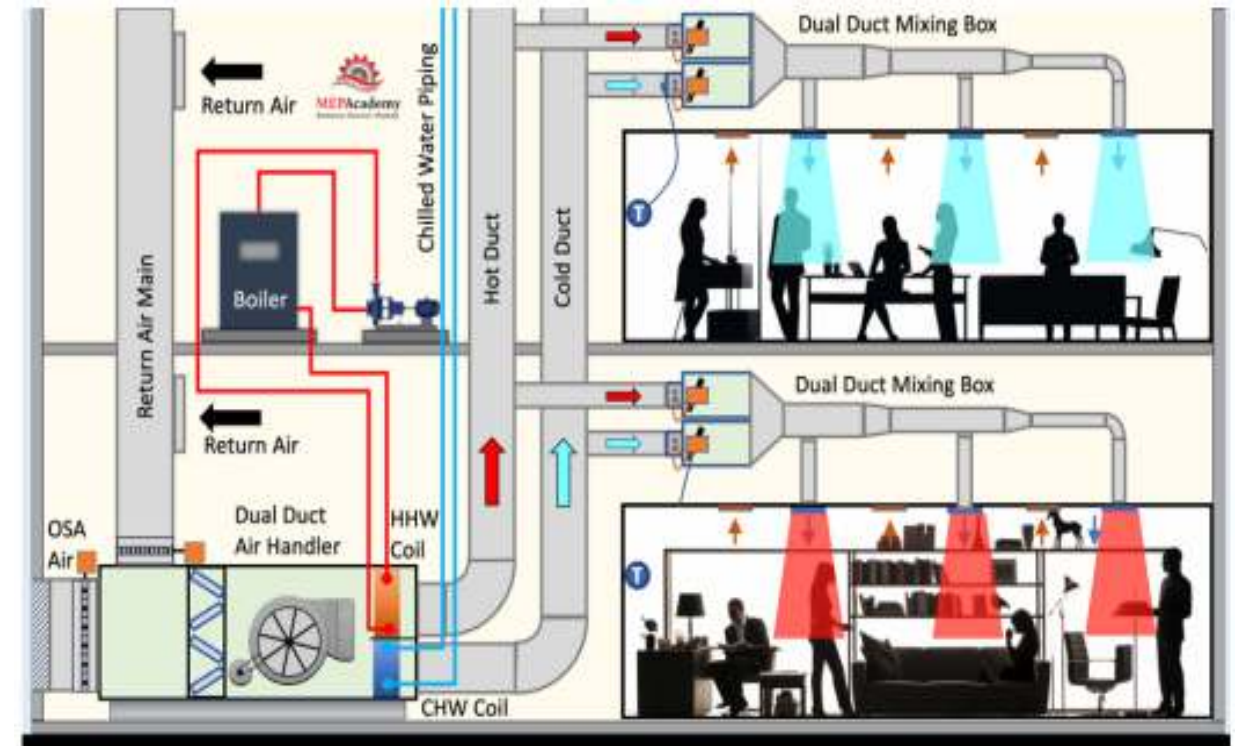 Dual Duct Mixing Box
Return Air
MEPAcademy
Chilled Water Piping
Hot Duct
Cold Duct
T
Boiler
Return Air Main
Dual Duct Mixing Box
Return Air
OSA
Air
Dual Duct
Air Handler
HHW
Coil
T
CHW Coil